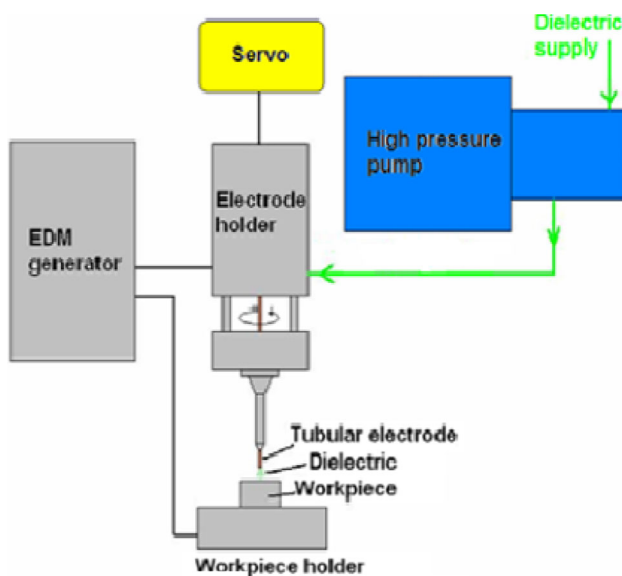 Dielectric
supply
Servo
High pressure
pump
Electrode
holder
EDM
generator
Tubular electrode
Dielectric
Workpiece
Workpiece holder